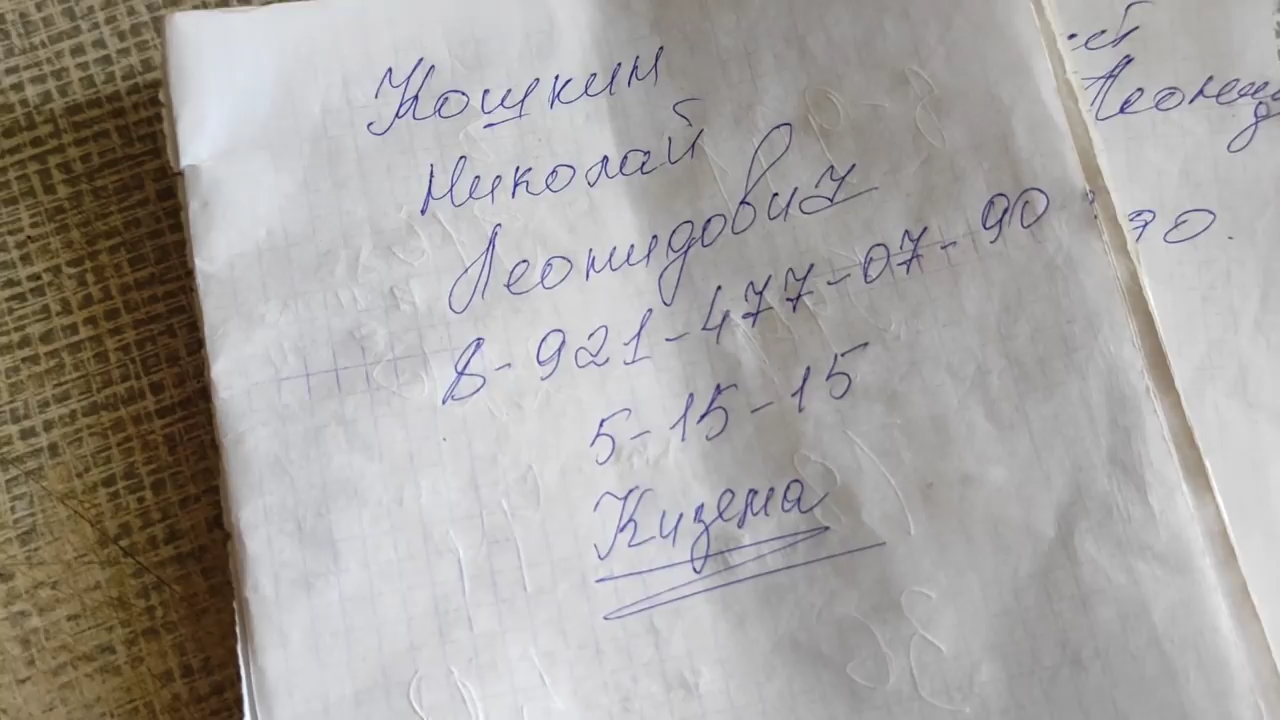 Кошкин
Николай
Леонидович
8-921-477-07-90
5-15-15
Кизема